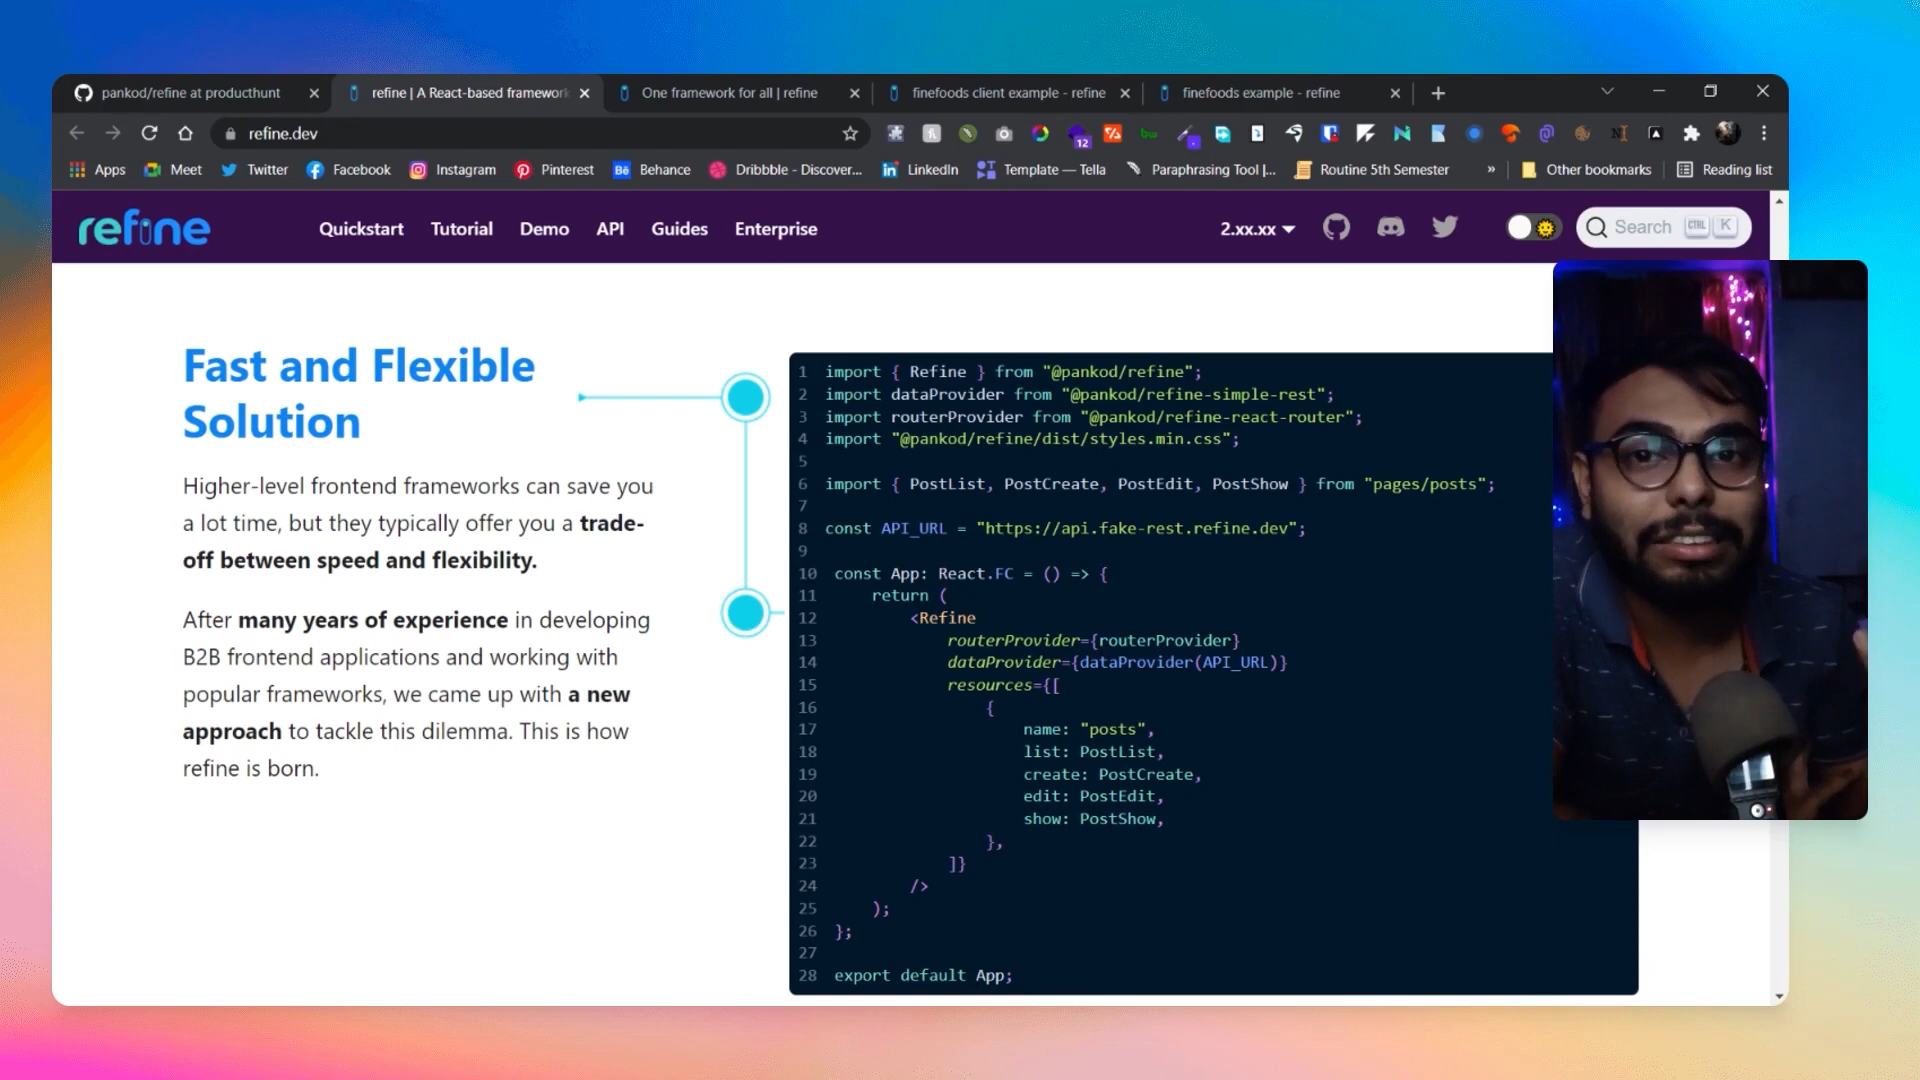 pankod/refine at producthunt
refine | A React-based framework
One framework for all | refine
finefoods client example - refine
finefoods example - refine
refine.dev
12
Apps
Meet
Twitter
Facebook
Instagram
Pinterest
Bē
Behance
Dribbble - Discover...
in
LinkedIn
Template — Tella
Paraphrasing Tool |...
Routine 5th Semester
»
Other bookmarks
Reading list
refine
Quickstart
Tutorial
Demo
API
Guides
Enterprise
2.xx.xx
Search
CTRL
K
Fast and Flexible
Solution
Higher-level frontend frameworks can save you
a lot time, but they typically offer you a trade-
off between speed and flexibility.
After many years of experience in developing
B2B frontend applications and working with
popular frameworks, we came up with a new
approach to tackle this dilemma. This is how
refine is born.
1 import { Refine } from "@pankod/refine";
2 import dataProvider from "@pankod/refine-simple-rest";
3 import routerProvider from "@pankod/refine-react-router";
4 import "@pankod/refine/dist/styles.min.css";
5
6 import { PostList, PostCreate, PostEdit, PostShow } from "pages/posts";
7
8 const API_URL = "https://api.fake-rest.refine.dev";
9
10 const App: React.FC = () => {
11 return (
12 <Refine
13 routerProvider={routerProvider}
14 dataProvider={dataProvider(API_URL)}
15 resources={[
16 {
17 name: "posts",
18 list: PostList,
19 create: PostCreate,
20 edit: PostEdit,
21 show: PostShow,
22 },
23 ]}
24 />
25 );
26 };
27
28 export default App;